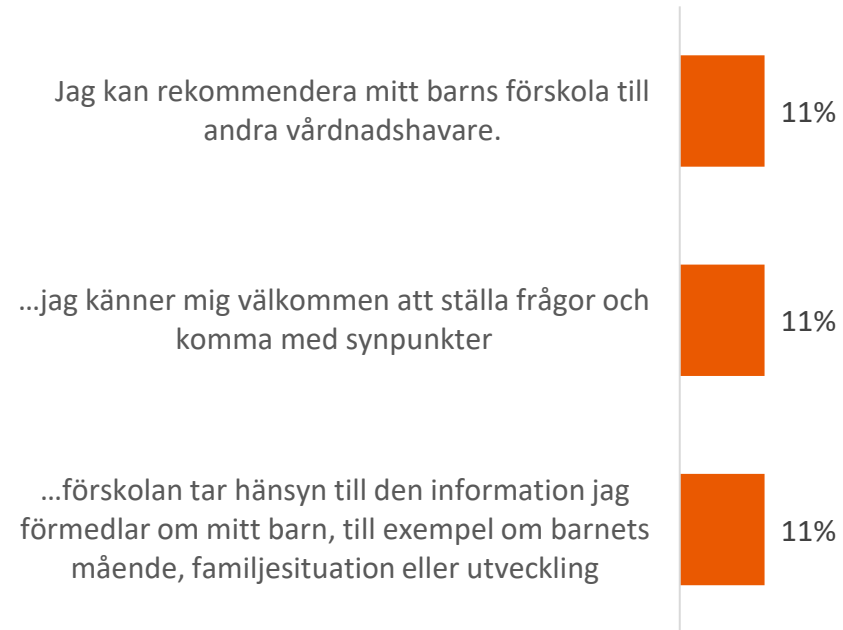 Jag kan rekommendera mitt barns förskola till
andra vårdnadshavare.
11%
…jag känner mig välkommen att ställa frågor och
komma med synpunkter
11%
…förskolan tar hänsyn till den information jag
förmedlar om mitt barn, till exempel om barnets
mående, familjesituation eller utveckling
11%